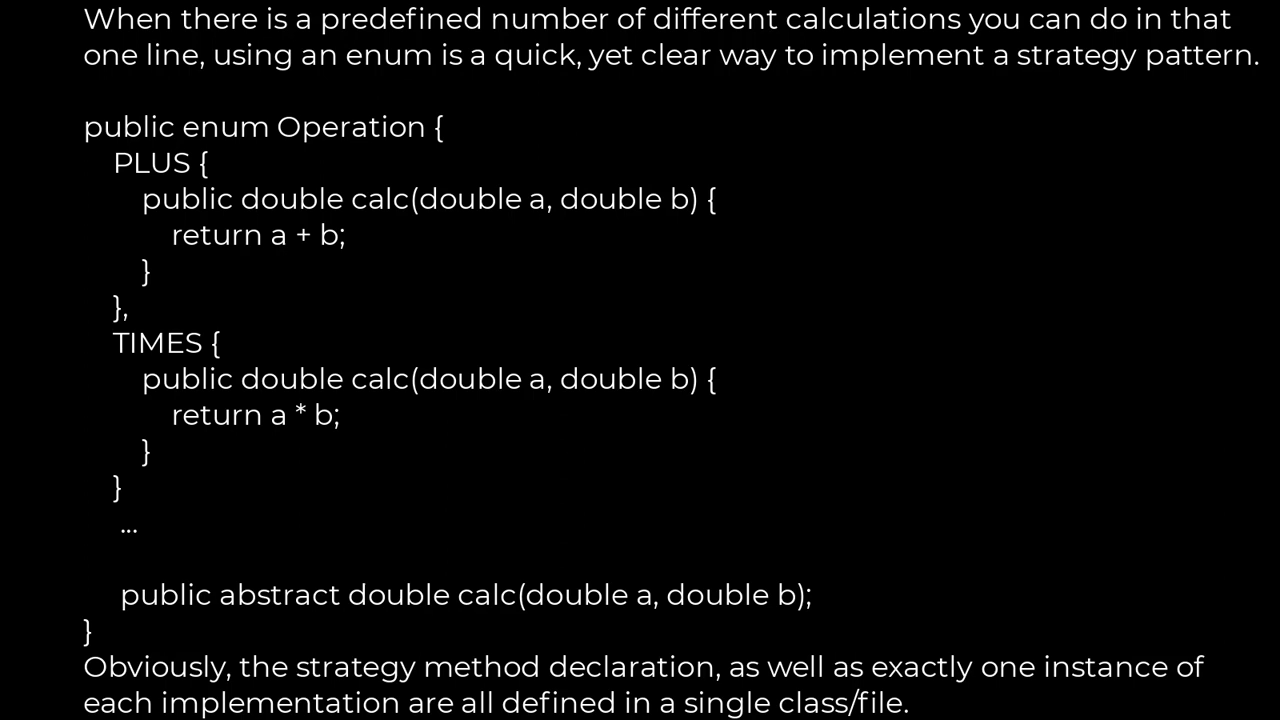 When there is a predefined number of different calculations you can do in that
one line, using an enum is a quick, yet clear way to implement a strategy pattern.
public enum Operation {
PLUS {
public double calc(double a, double b) {
return a + b;
}
},
TIMES {
public double calc(double a, double b) {
return a * b;
}
}
...
public abstract double calc(double a, double b);
}
Obviously, the strategy method declaration, as well as exactly one instance of
each implementation are all defined in a single class/file.